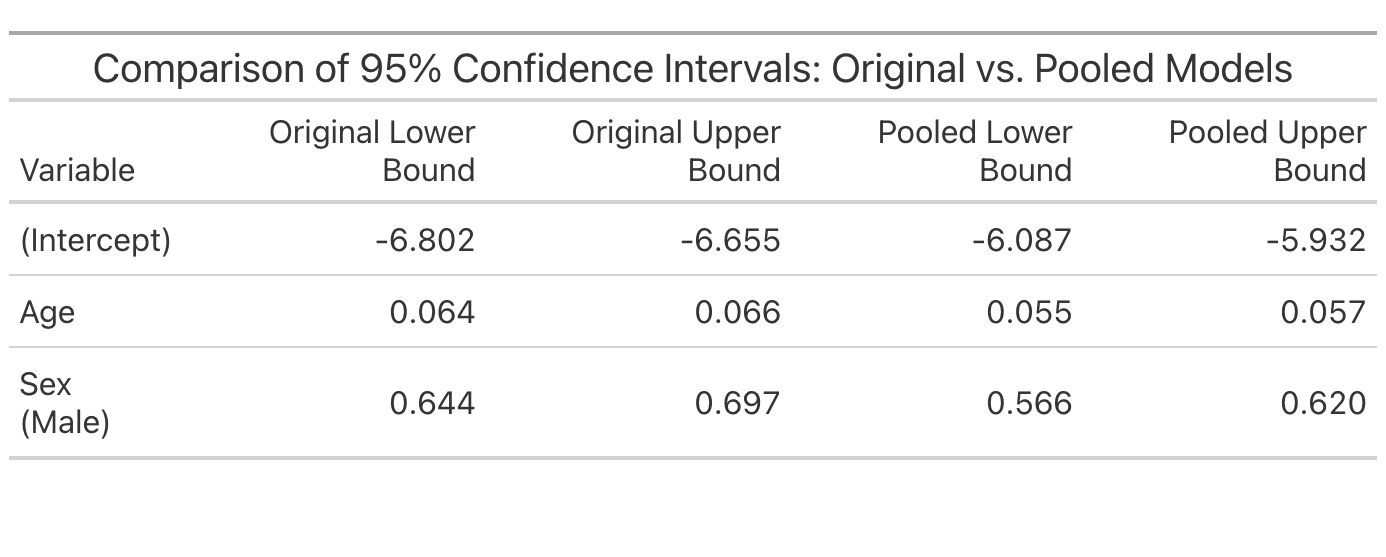 Comparison of 95% Confidence Intervals: Original vs. Pooled Models
Variable Original Lower Bound Original Upper Bound Pooled Lower Bound Pooled Upper Bound
(Intercept) -6.802 -6.655 -6.087 -5.932
Age 0.064 0.066 0.055 0.057
Sex (Male) 0.644 0.697 0.566 0.620